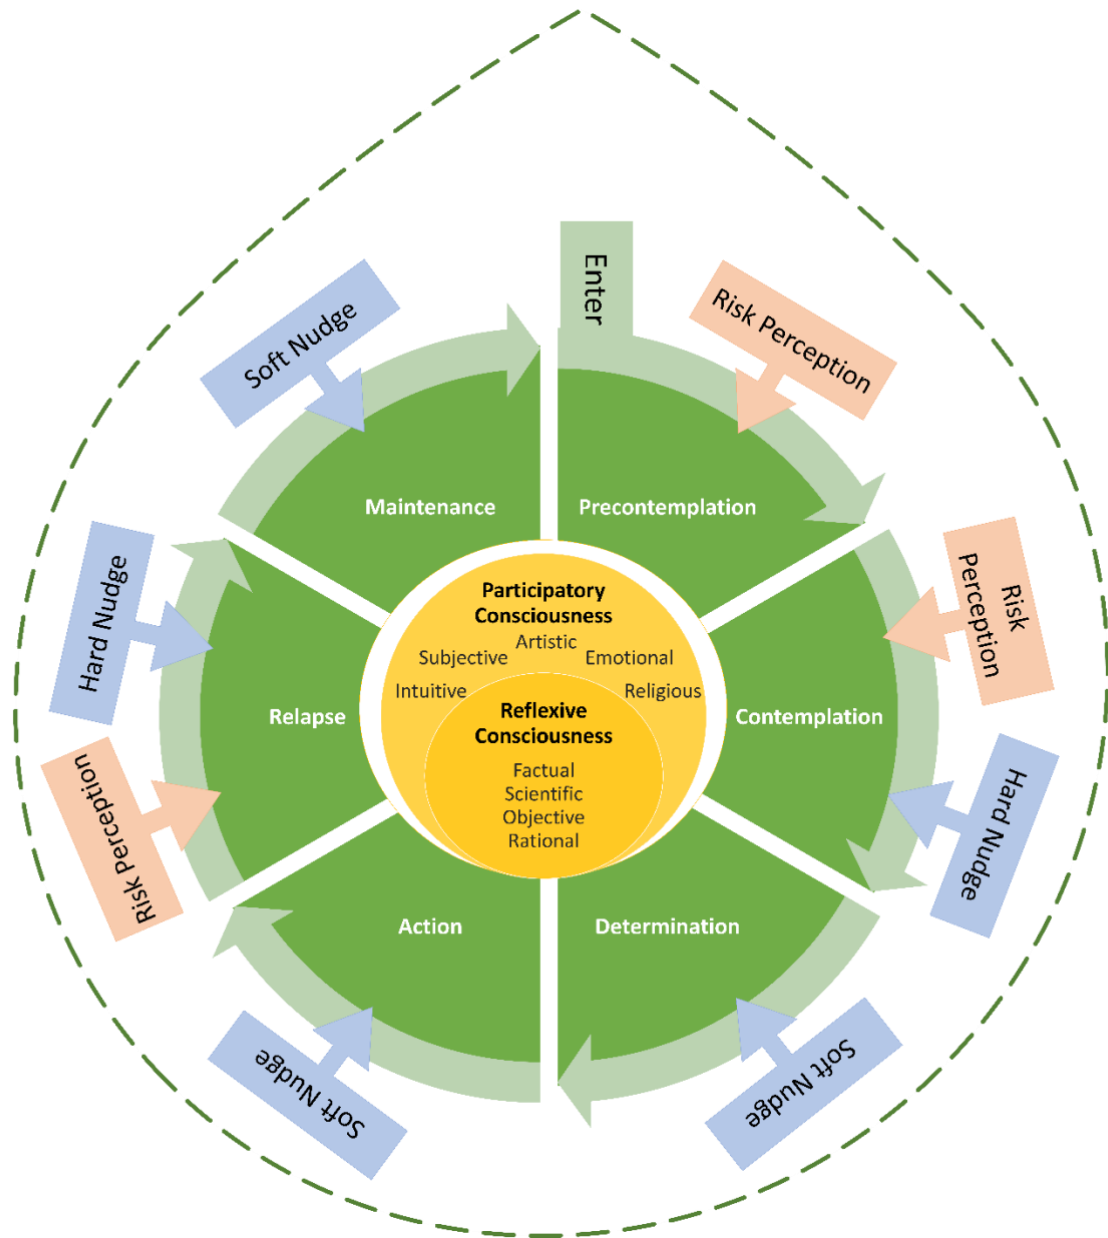 Enter
Risk Perception
Soft Nudge
Maintenance
Precontemplation
Risk
Perception
Hard Nudge
Participatory
Consciousness
Artistic
Subjective
Emotional
Intuitive
Religious
Reflexive
Consciousness
Factual
Scientific
Objective
Rational
Relapse
Contemplation
Risk Perception
Hard Nudge
Action
Determination
Soft Nudge
Soft Nudge